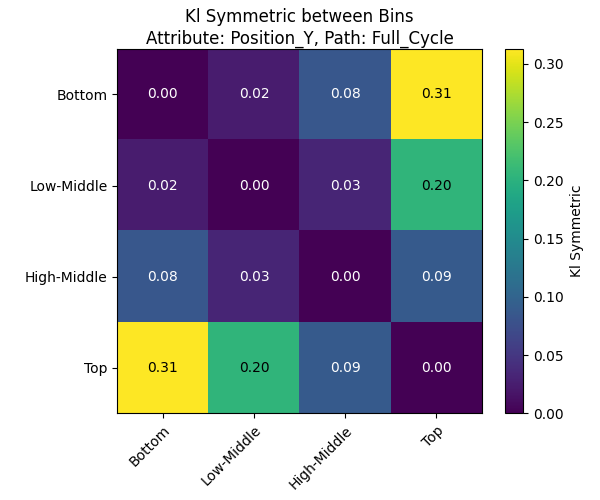 Kl Symmetric between Bins
Attribute: Position_Y, Path: Full_Cycle
Bottom 0.00 0.02 0.08 0.31
Low-Middle 0.02 0.00 0.03 0.20
High-Middle 0.08 0.03 0.00 0.09
Top 0.31 0.20 0.09 0.00
Bottom Low-Middle High-Middle Top
0.30
0.25
0.20
0.15
0.10
0.05
0.00
Kl Symmetric